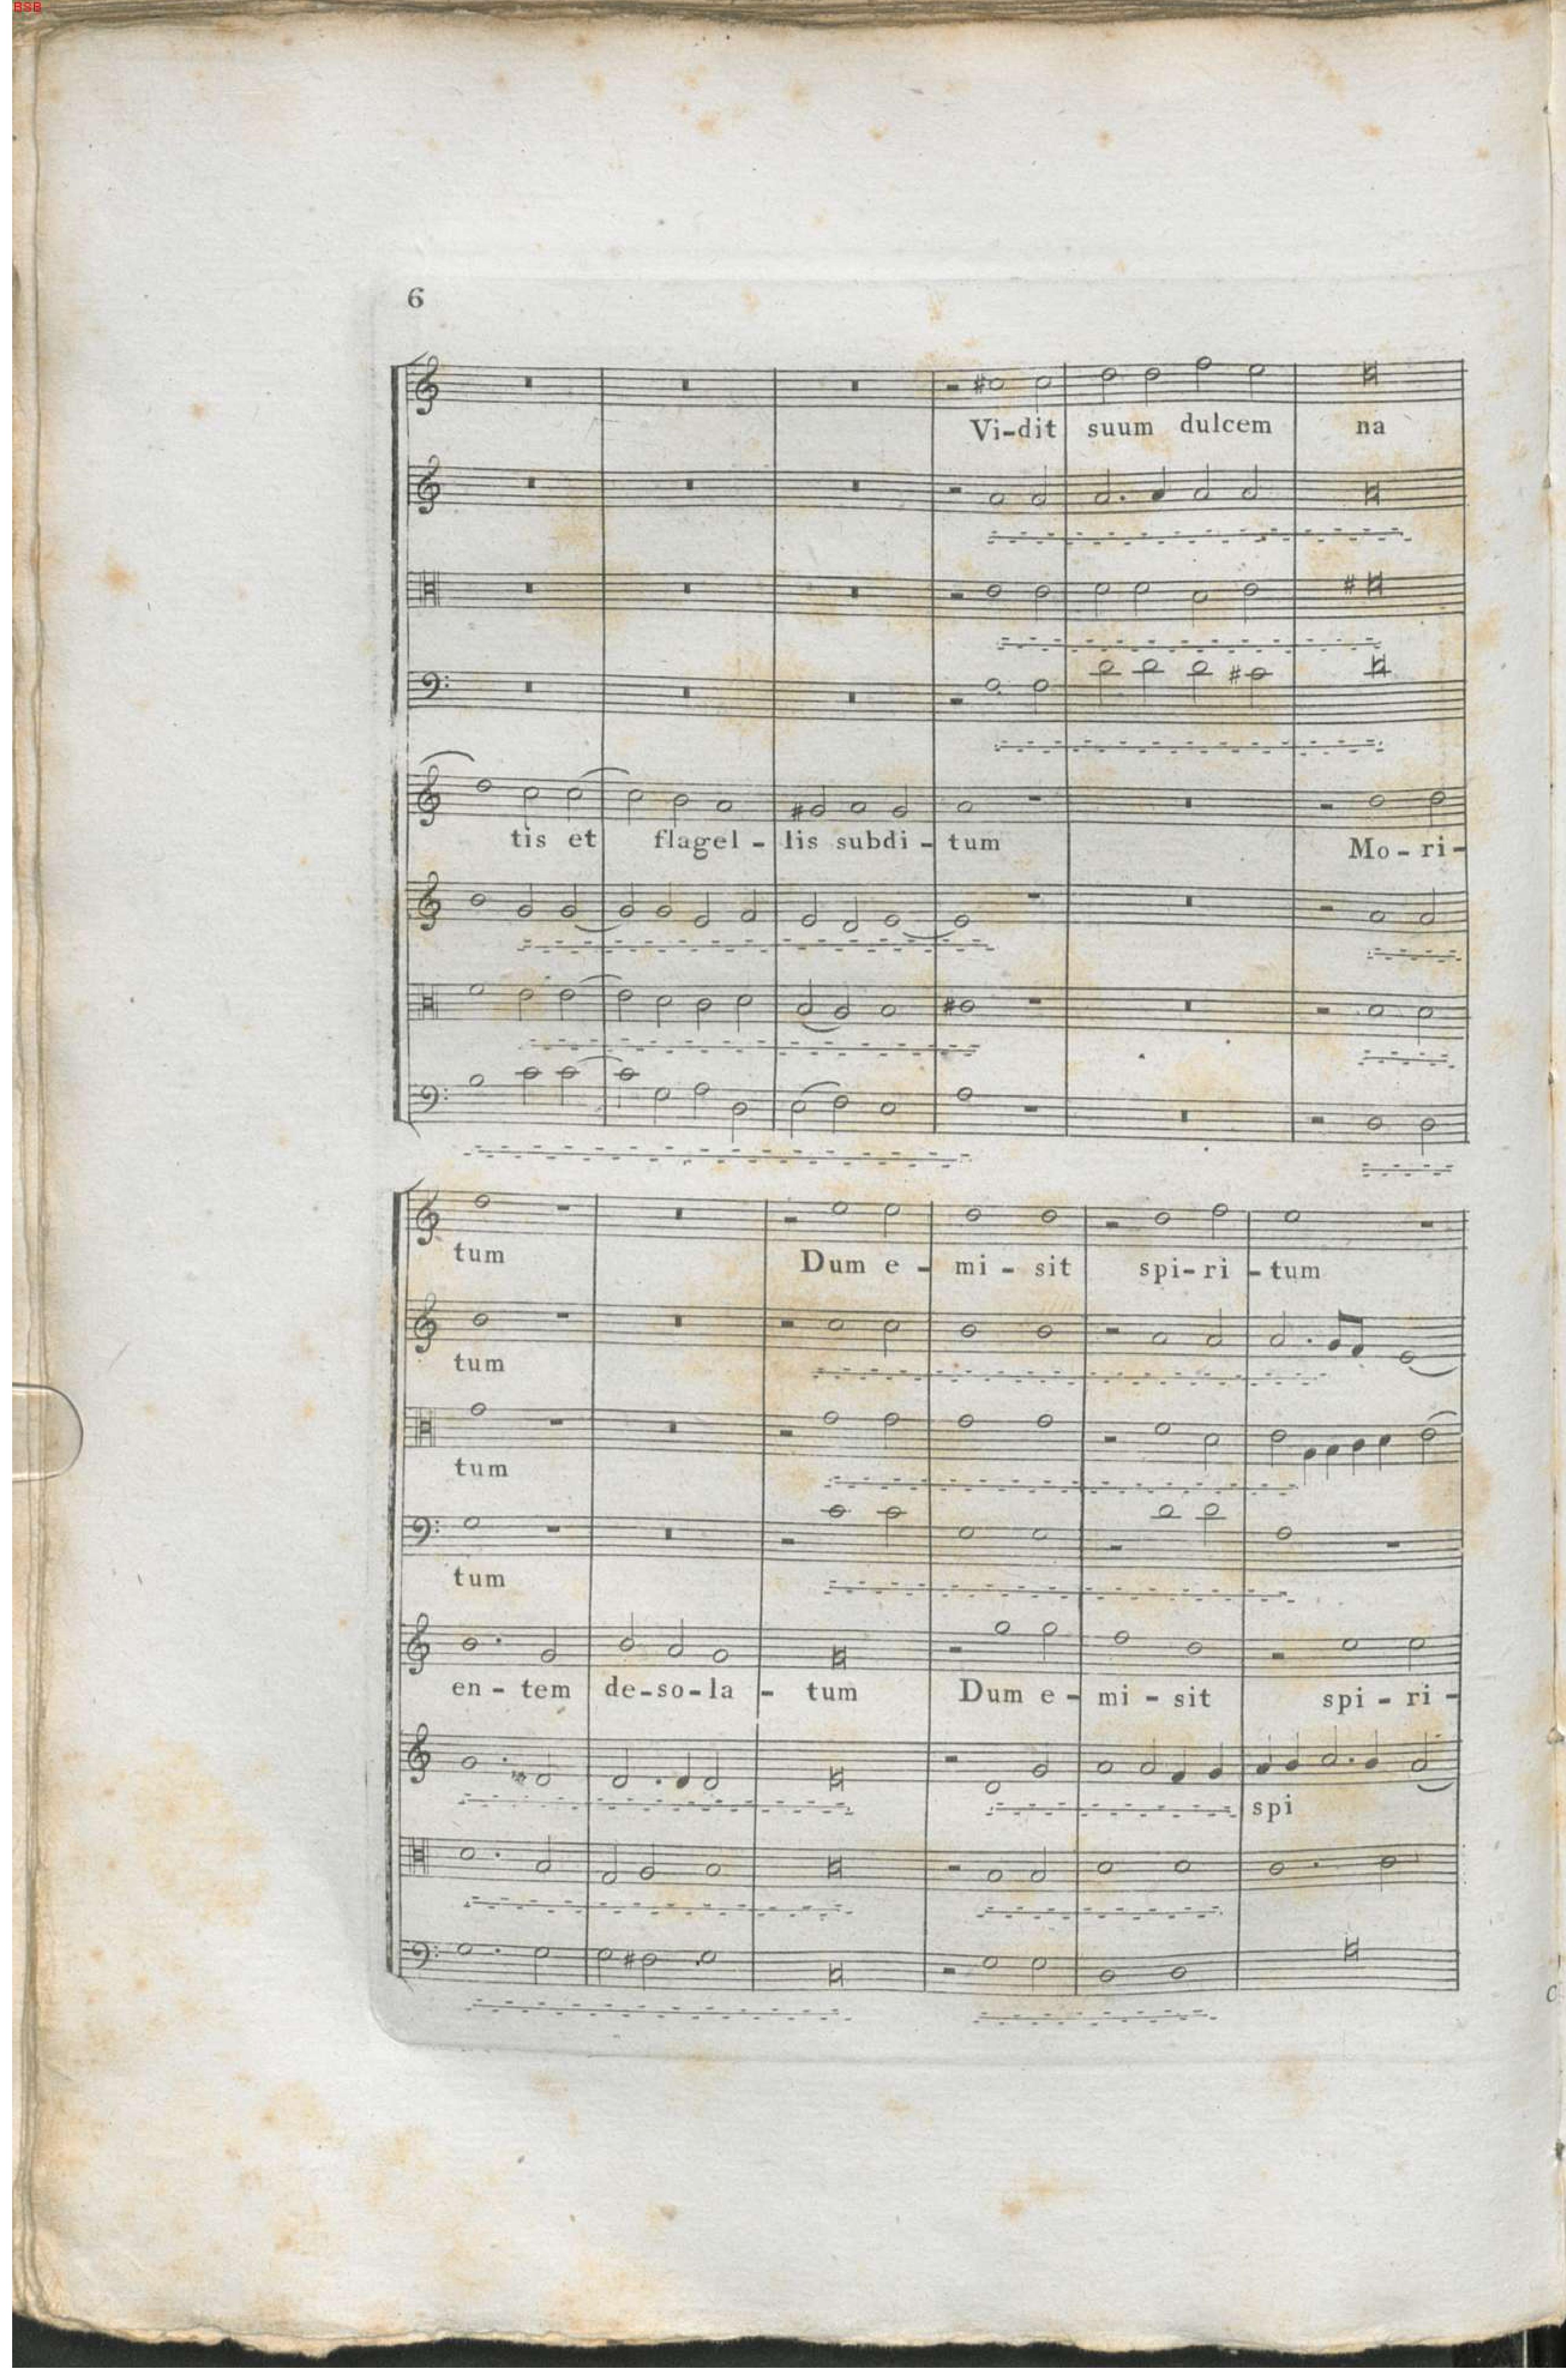 BSB
6
Vi-dit suum dulcem na
tis et flagel - lis subdi - tum Mo - ri -
tum Dum e - mi - sit spi - ri - tum
tum
tum
tum
en - tem de-so-la - tum Dum e - mi - sit spi - ri -
spi
C